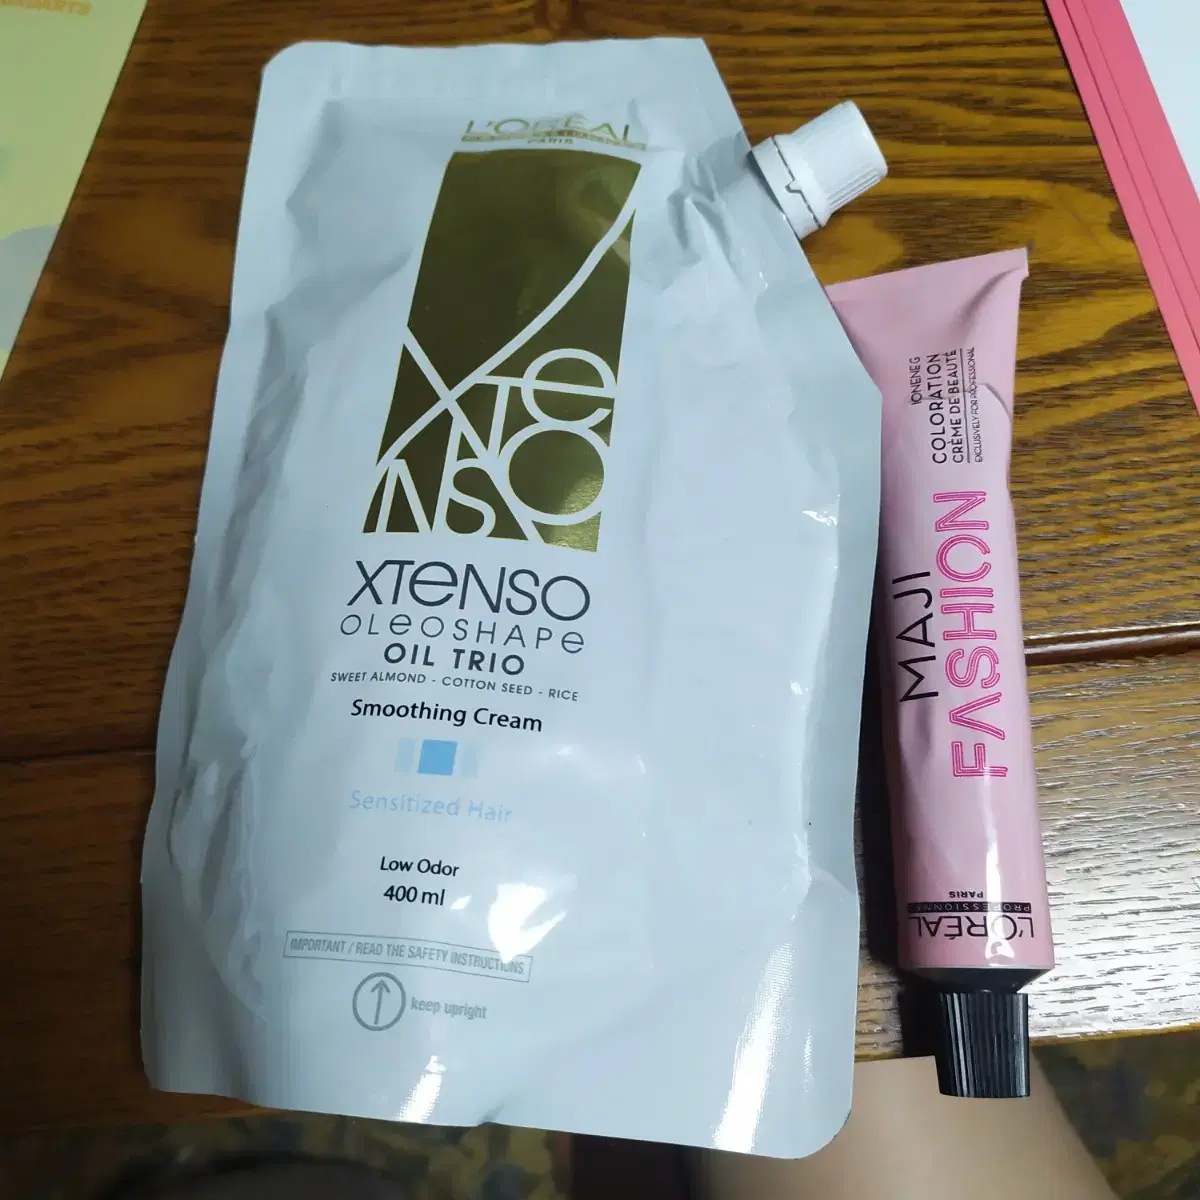 L'ORÉAL
PARIS
XTENSO
XTENSO
OLEOSHAPE
OIL TRIO
SWEET ALMOND - COTTON SEED - RICE
Smoothing Cream
Sensitized Hair
Low Odor
400 ml
IMPORTANT / READ THE SAFETY INSTRUCTIONS
keep upright
IONENE G
COLORATION
CRÈME DE BEAUTÉ
EXCLUSIVELY FOR PROFESSIONAL
MAJI
FASHION
L'ORÉAL
PROFESSIONNEL
PARIS